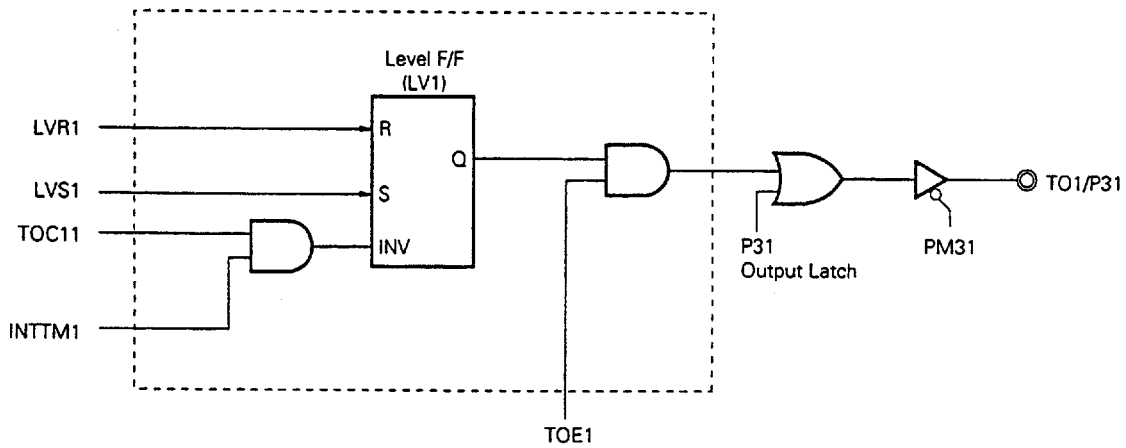 Level F/F
(LV1)
LVR1
R
Q
LVS1
S
TO1/P31
TOC11
INV
P31
Output Latch
PM31
INTTM1
TOE1